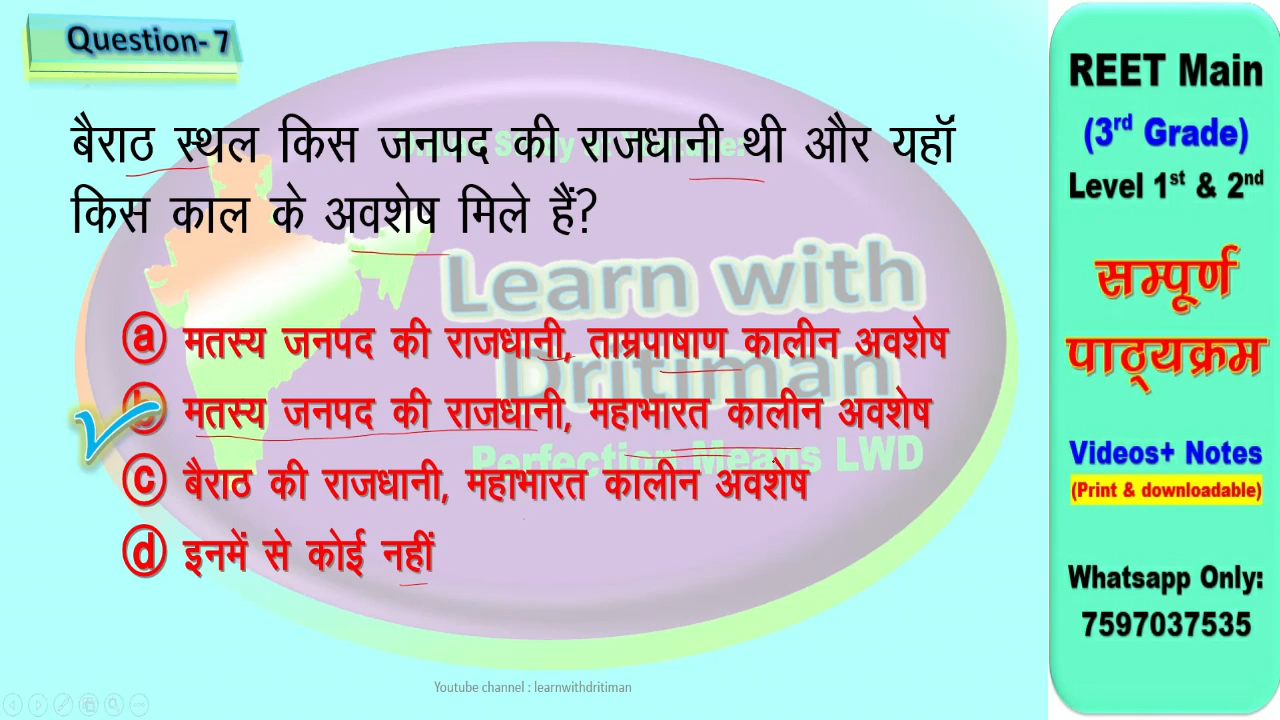 Question- 7
बैराठ स्थल किस जनपद की राजधानी थी और यहाॅं
किस काल के अवशेष मिले हैं?
ⓐ मतस्य जनपद की राजधानी, ताम्रपाषाण कालीन अवशेष
ⓑ मतस्य जनपद की राजधानी, महाभारत कालीन अवशेष
ⓒ बैराठ की राजधानी, महाभारत कालीन अवशेष
ⓓ इनमें से कोई नहीं
Learn with
Dritiman
Perfection Means LWD
Youtube channel : learnwithdritiman
REET Main
(3rd Grade)
Level 1st & 2nd
सम्पूर्ण
पाठ्यक्रम
Videos+ Notes
(Print & downloadable)
Whatsapp Only:
7597037535